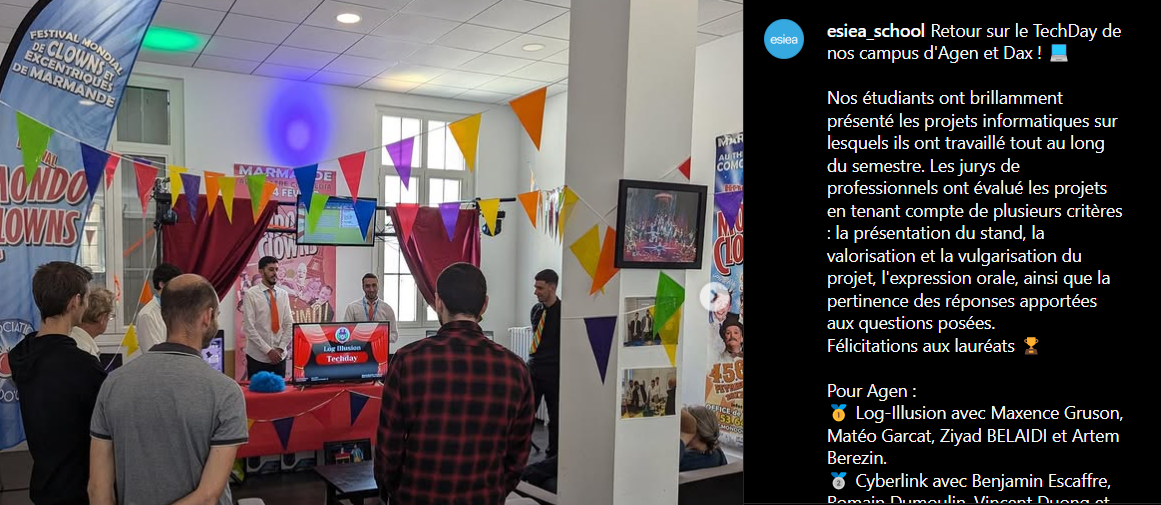 FESTIVAL MONDIAL
DE CLOWNS ET
EXCENTRIQUES
DE MARMANDE
MONDO
CLOWNS
MARMANDE
Log Illusion
Techday
esiea
esiea_school Retour sur le TechDay de
nos campus d'Agen et Dax ! 💻
Nos étudiants ont brillamment
présenté les projets informatiques sur
lesquels ils ont travaillé tout au long
du semestre. Les jurys de
professionnels ont évalué les projets
en tenant compte de plusieurs critères
: la présentation du stand, la
valorisation et la vulgarisation du
projet, l'expression orale, ainsi que la
pertinence des réponses apportées
aux questions posées.
Félicitations aux lauréats 🏆
Pour Agen :
🥇 Log-Illusion avec Maxence Gruson,
Matéo Garcat, Ziyad BELAIDI et Artem
Berezin.
🥈 Cyberlink avec Benjamin Escaffre,
Romain Dumoulin, Vincent Duong et